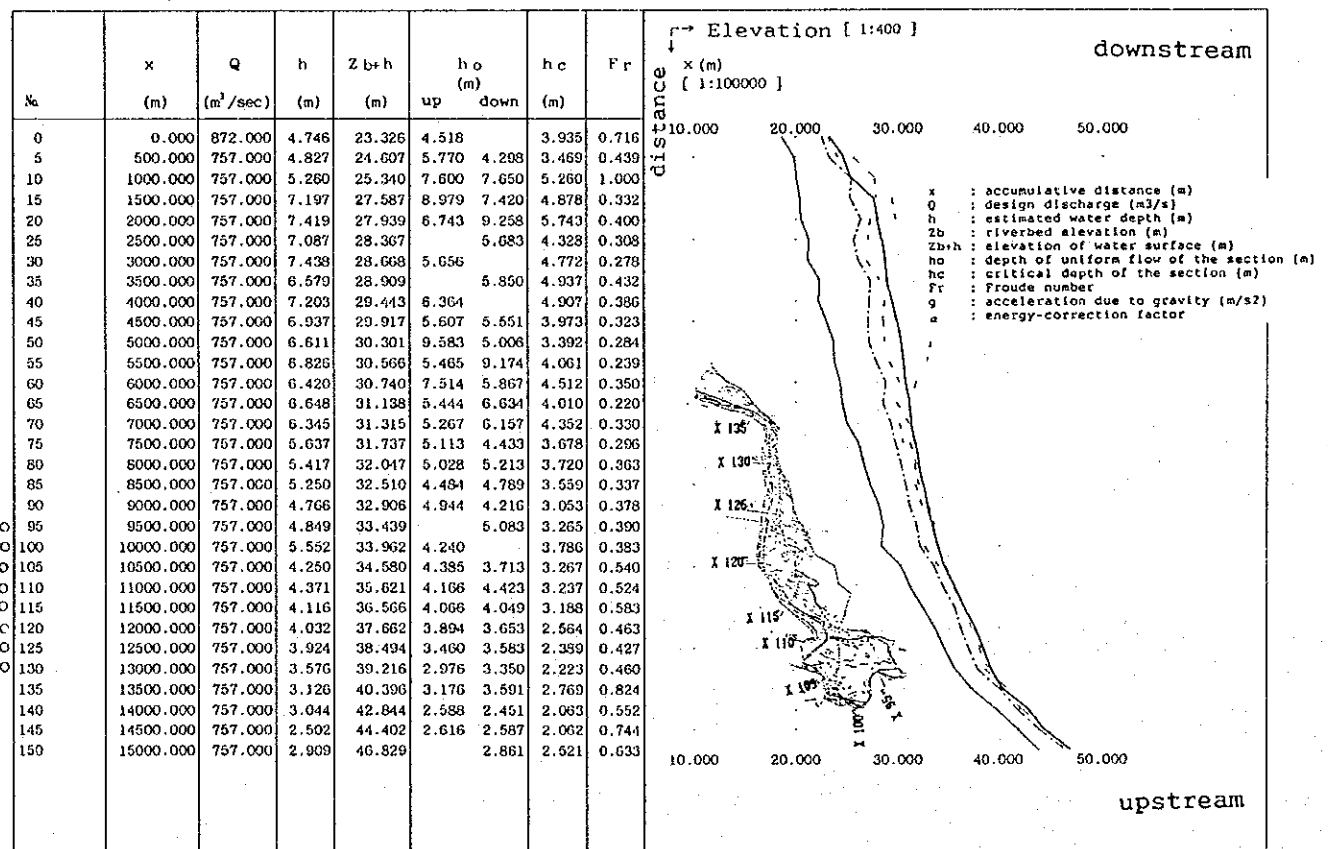 x Q h Zb+h ho hc Fr
(m)
No. (m) (m³/sec) (m) (m) up down (m)
0 0.000 872.000 4.746 23.326 4.518 3.935 0.716
5 500.000 757.000 4.827 24.607 5.770 4.298 3.469 0.439
10 1000.000 757.000 5.260 25.340 7.600 7.650 5.260 1.000
15 1500.000 757.000 7.197 27.587 8.979 7.420 4.878 0.332
20 2000.000 757.000 7.419 27.939 6.743 9.258 5.743 0.400
25 2500.000 757.000 7.087 28.367 5.683 4.328 0.308
30 3000.000 757.000 7.438 28.668 5.656 4.772 0.278
35 3500.000 757.000 6.579 28.909 5.850 4.937 0.432
40 4000.000 757.000 7.203 29.443 6.364 4.907 0.386
45 4500.000 757.000 6.937 29.917 5.607 5.551 3.973 0.323
50 5000.000 757.000 6.611 30.301 9.583 5.006 3.392 0.284
55 5500.000 757.000 6.826 30.566 5.465 9.174 4.061 0.239
60 6000.000 757.000 6.420 30.740 7.514 5.867 4.512 0.350
65 6500.000 757.000 6.648 31.138 5.444 6.634 4.010 0.220
70 7000.000 757.000 6.345 31.315 5.267 6.157 4.352 0.330
75 7500.000 757.000 5.637 31.737 5.113 4.433 3.678 0.296
80 8000.000 757.000 5.417 32.047 5.028 5.213 3.720 0.363
85 8500.000 757.000 5.250 32.510 4.484 4.789 3.559 0.337
90 9000.000 757.000 4.766 32.906 4.944 4.216 3.053 0.378
O 95 9500.000 757.000 4.849 33.439 5.083 3.265 0.390
O 100 10000.000 757.000 5.552 33.962 4.240 3.786 0.383
O 105 10500.000 757.000 4.250 34.580 4.385 3.713 3.267 0.540
O 110 11000.000 757.000 4.371 35.621 4.166 4.423 3.237 0.524
O 115 11500.000 757.000 4.116 36.566 4.066 4.049 3.188 0.583
O 120 12000.000 757.000 4.032 37.662 3.894 3.653 2.564 0.463
O 125 12500.000 757.000 3.924 38.494 3.460 3.583 2.389 0.427
O 130 13000.000 757.000 3.576 39.216 2.976 3.350 2.223 0.460
135 13500.000 757.000 3.126 40.396 3.176 3.591 2.769 0.824
140 14000.000 757.000 3.044 42.844 2.588 2.451 2.063 0.552
145 14500.000 757.000 2.502 44.402 2.616 2.587 2.062 0.744
150 15000.000 757.000 2.909 46.829 2.861 2.521 0.633
Elevation [ 1:400 ]
downstream
x (m)
[ 1:100000 ]
distance
10.000 20.000 30.000 40.000 50.000
x : accumulative distance (m)
Q : design discharge (m3/s)
h : estimated water depth (m)
Zb : riverbed elevation (m)
Zb+h : elevation of water surface (m)
ho : depth of uniform flow of the section (m)
hc : critical depth of the section (m)
Fr : Froude number
g : acceleration due to gravity (m/s2)
α : energy-correction factor
X 135
X 130
X 125
X 120
X 115
X 110
X 105
X 100
X 95
10.000 20.000 30.000 40.000 50.000
upstream